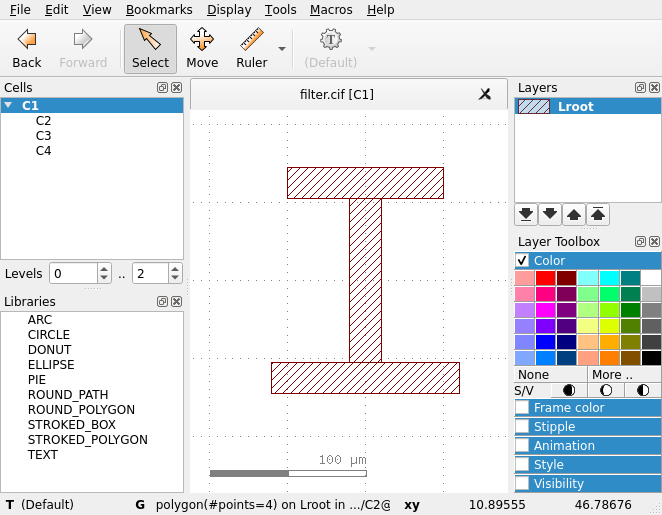 File Edit View Bookmarks Display Tools Macros Help
Back Forward Select Move Ruler (Default)
Cells
C1
C2
C3
C4
Levels 0 .. 2
Libraries
ARC
CIRCLE
DONUT
ELLIPSE
PIE
ROUND_PATH
ROUND_POLYGON
STROKED_BOX
STROKED_POLYGON
TEXT
filter.cif [C1]
100 µm
Layers
Lroot
Layer Toolbox
Color
None More ..
S/V
Frame color
Stipple
Animation
Style
Visibility
T (Default) G polygon(#points=4) on Lroot in .../C2@ xy 10.89555 46.78676